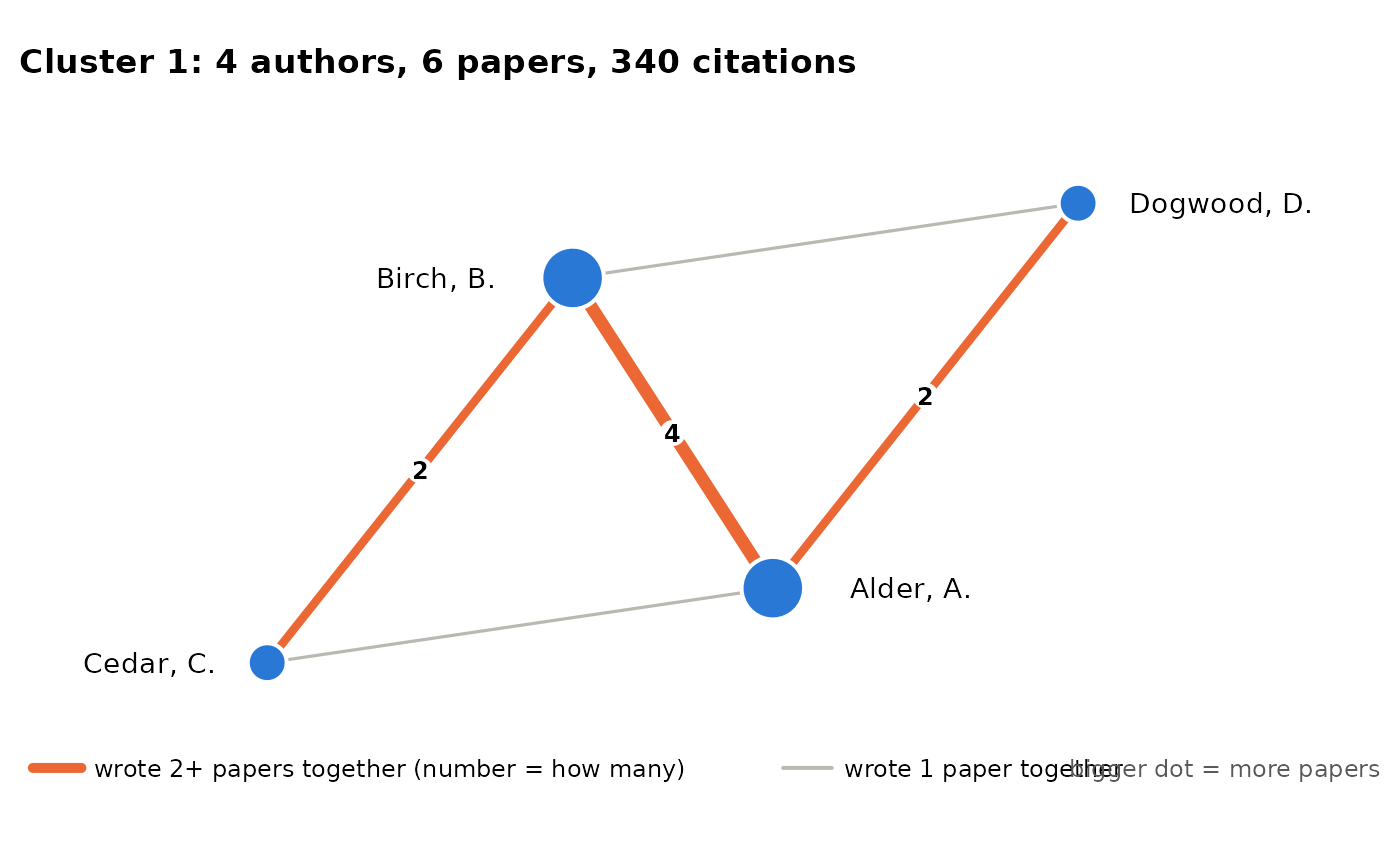 Cluster 1: 4 authors, 6 papers, 340 citations
Dogwood, D.
Birch, B.
2
4
2
Alder, A.
Cedar, C.
wrote 2+ papers together (number = how many)
wrote 1 paper together
bigger dot = more papers